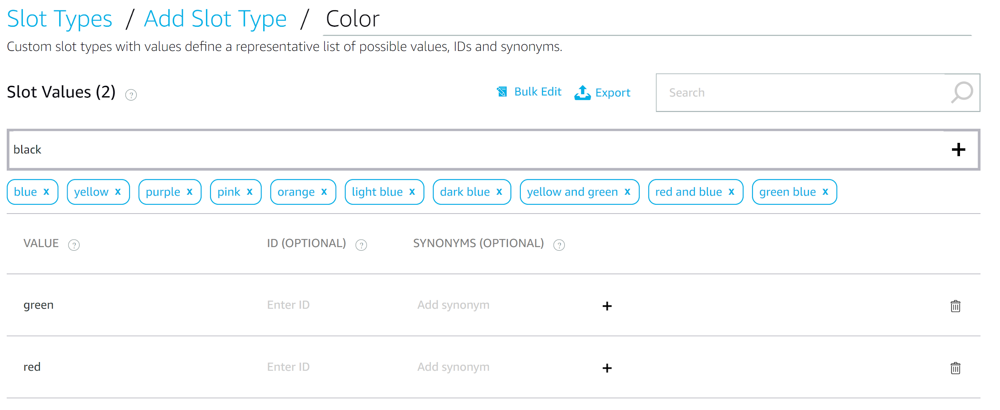 Slot Types / Add Slot Type / Color
Custom slot types with values define a representative list of possible values, IDs and synonyms.
Slot Values (2) ? Bulk Edit Export Search
black +
blue x yellow x purple x pink x orange x light blue x dark blue x yellow and green x red and blue x green blue x
VALUE ? ID (OPTIONAL) ? SYNONYMS (OPTIONAL) ?
green Enter ID Add synonym +
red Enter ID Add synonym +